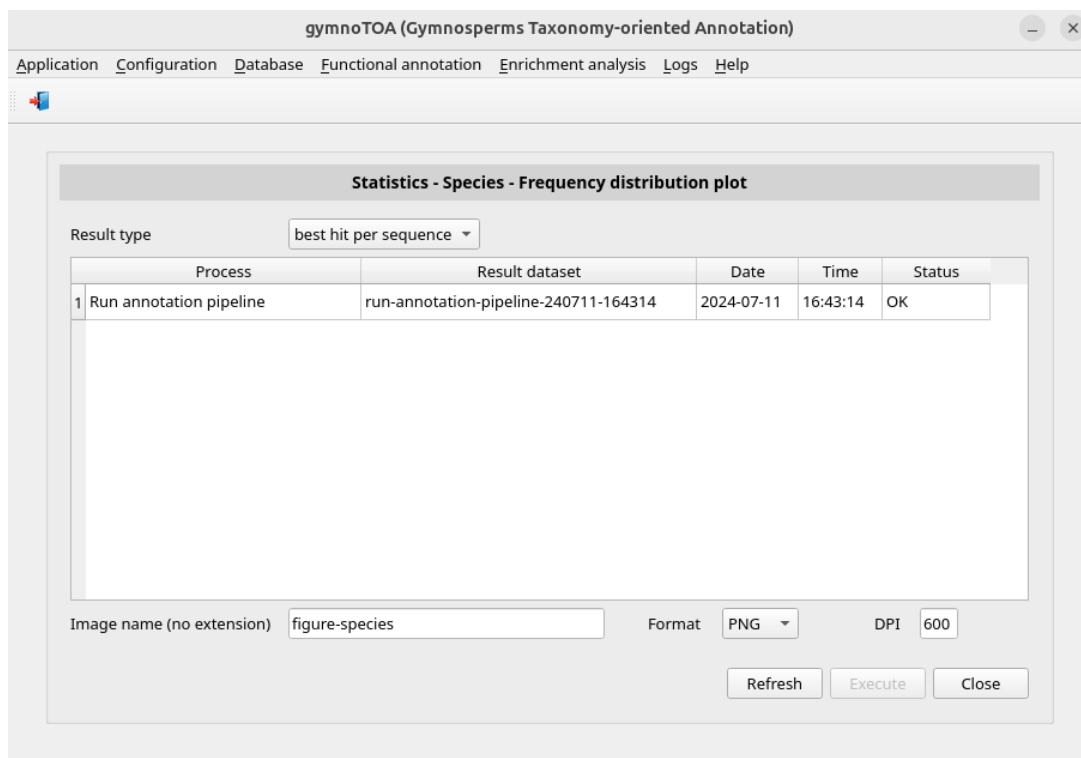 gymnoTOA (Gymnosperms Taxonomy-oriented Annotation)
Application Configuration Database Functional annotation Enrichment analysis Logs Help
Statistics - Species - Frequency distribution plot
Result type best hit per sequence
Process Result dataset Date Time Status
1 Run annotation pipeline run-annotation-pipeline-240711-164314 2024-07-11 16:43:14 OK
Image name (no extension) figure-species Format PNG DPI 600
Refresh Execute Close